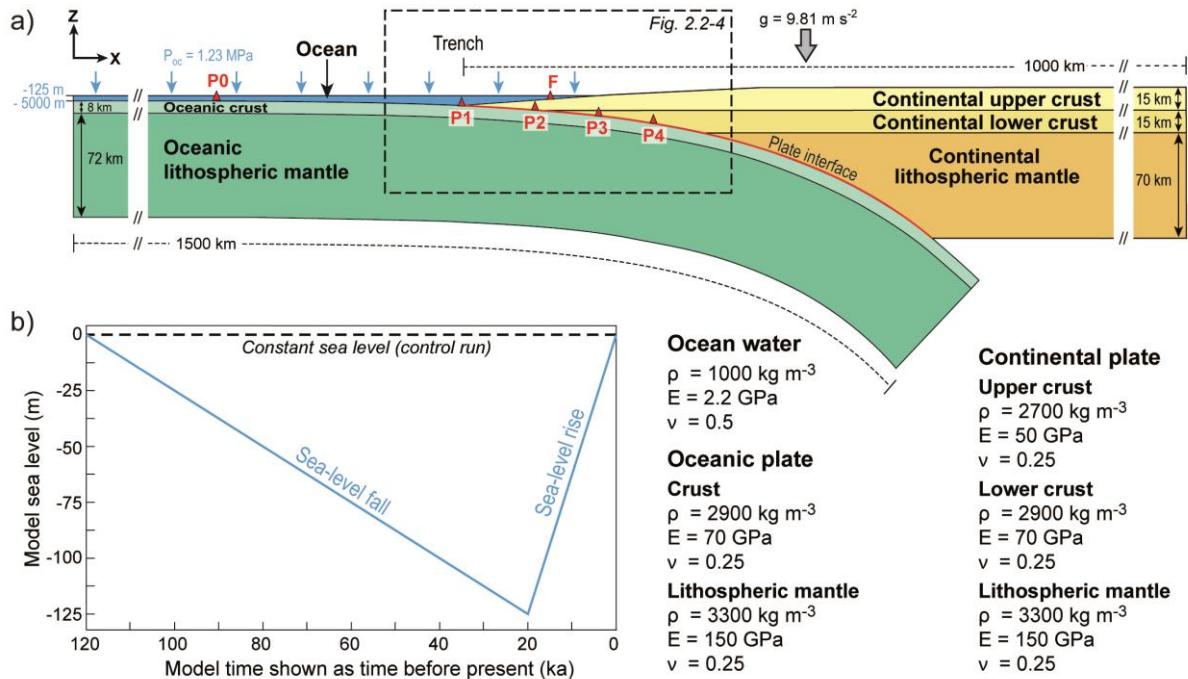 a)
Z
X
P_oc = 1.23 MPa
Ocean
Trench
Fig. 2.2-4
g = 9.81 m s⁻²
1000 km
-125 m
- 5000 m
P0
F
8 km
Oceanic crust
P1
P2
P3
P4
Continental upper crust
15 km
Continental lower crust
15 km
72 km
Oceanic
lithospheric mantle
Plate interface
Continental
lithospheric mantle
70 km
1500 km
b)
Model sea level (m)
0
-25
-50
-75
-100
-125
Constant sea level (control run)
Sea-level fall
Sea-level rise
120
100
80
60
40
20
0
Model time shown as time before present (ka)
Ocean water
ρ = 1000 kg m⁻³
E = 2.2 GPa
ν = 0.5
Oceanic plate
Crust
ρ = 2900 kg m⁻³
E = 70 GPa
ν = 0.25
Lithospheric mantle
ρ = 3300 kg m⁻³
E = 150 GPa
ν = 0.25
Continental plate
Upper crust
ρ = 2700 kg m⁻³
E = 50 GPa
ν = 0.25
Lower crust
ρ = 2900 kg m⁻³
E = 70 GPa
ν = 0.25
Lithospheric mantle
ρ = 3300 kg m⁻³
E = 150 GPa
ν = 0.25